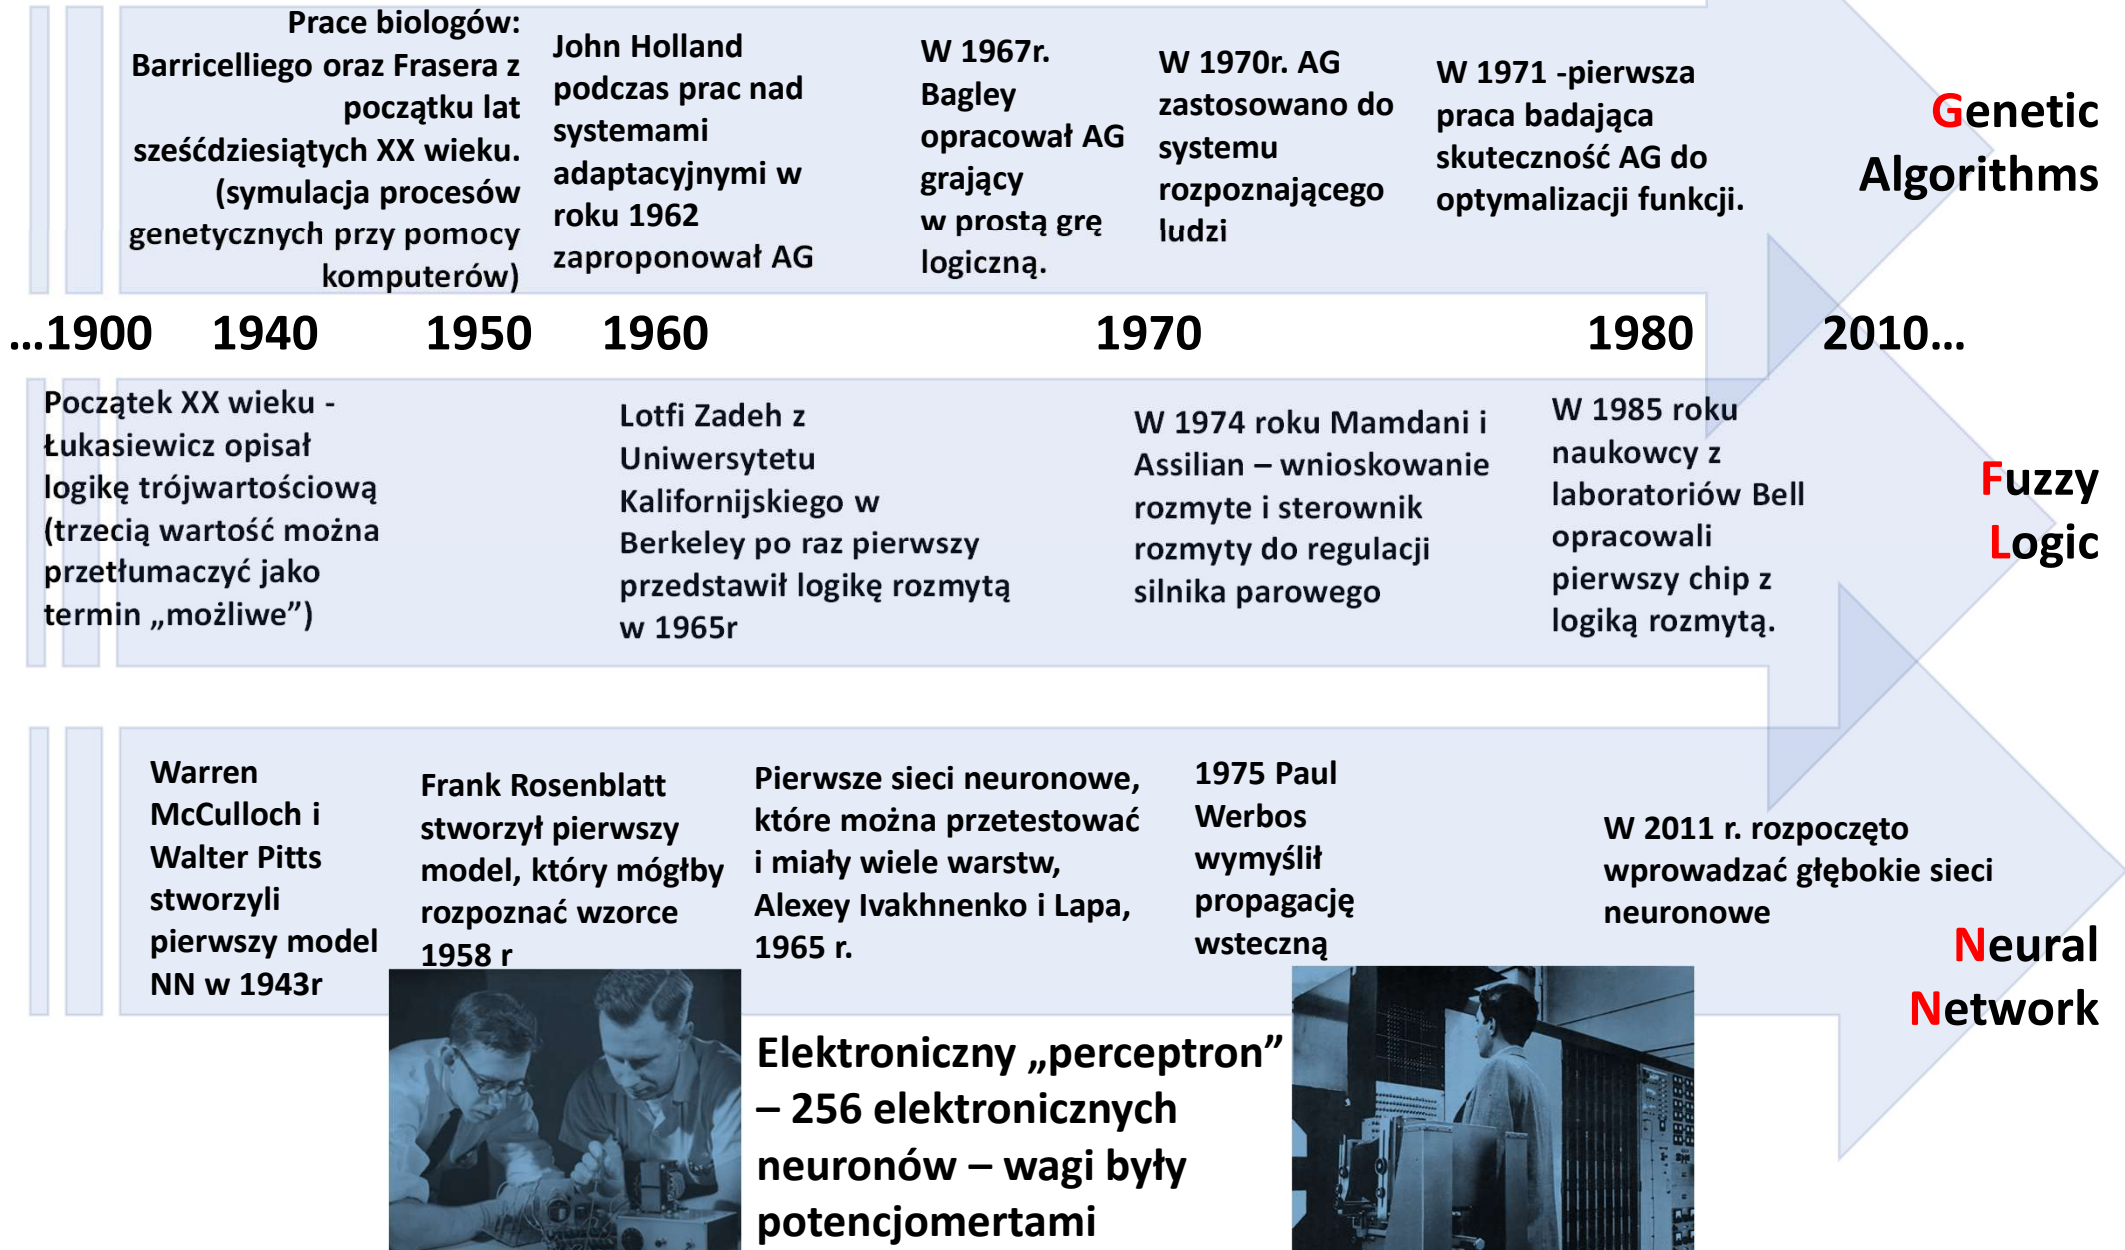 Prace biologów:
Barricelliego oraz Frasera z
początku lat
sześćdziesiątych XX wieku.
(symulacja procesów
genetycznych przy pomocy
komputerów)
John Holland
podczas prac nad
systemami
adaptacyjnymi w
roku 1962
zaproponował AG
W 1967r.
Bagley
opracował AG
grający
w prostą grę
logiczną.
W 1970r. AG
zastosowano do
systemu
rozpoznającego
ludzi
W 1971 -pierwsza
praca badająca
skuteczność AG do
optymalizacji funkcji.
Genetic
Algorithms
...1900 1940 1950 1960 1970 1980 2010...
Początek XX wieku -
Łukasiewicz opisał
logikę trójwartościową
(trzecią wartość można
przetłumaczyć jako
termin „możliwe”)
Lotfi Zadeh z
Uniwersytetu
Kalifornijskiego w
Berkeley po raz pierwszy
przedstawił logikę rozmytą
w 1965r
W 1974 roku Mamdani i
Assilian – wnioskowanie
rozmyte i sterownik
rozmyty do regulacji
silnika parowego
W 1985 roku
naukowcy z
laboratoriów Bell
opracowali
pierwszy chip z
logiką rozmytą.
Fuzzy
Logic
Warren
McCulloch i
Walter Pitts
stworzyli
pierwszy model
NN w 1943r
Frank Rosenblatt
stworzył pierwszy
model, który mógłby
rozpoznać wzorce
1958 r
Pierwsze sieci neuronowe,
które można przetestować
i miały wiele warstw,
Alexey Ivakhnenko i Lapa,
1965 r.
1975 Paul
Werbos
wymyślił
propagację
wsteczną
W 2011 r. rozpoczęto
wprowadzać głębokie sieci
neuronowe
Neural
Network
Elektroniczny „perceptron”
– 256 elektronicznych
neuronów – wagi były
potencjomertami